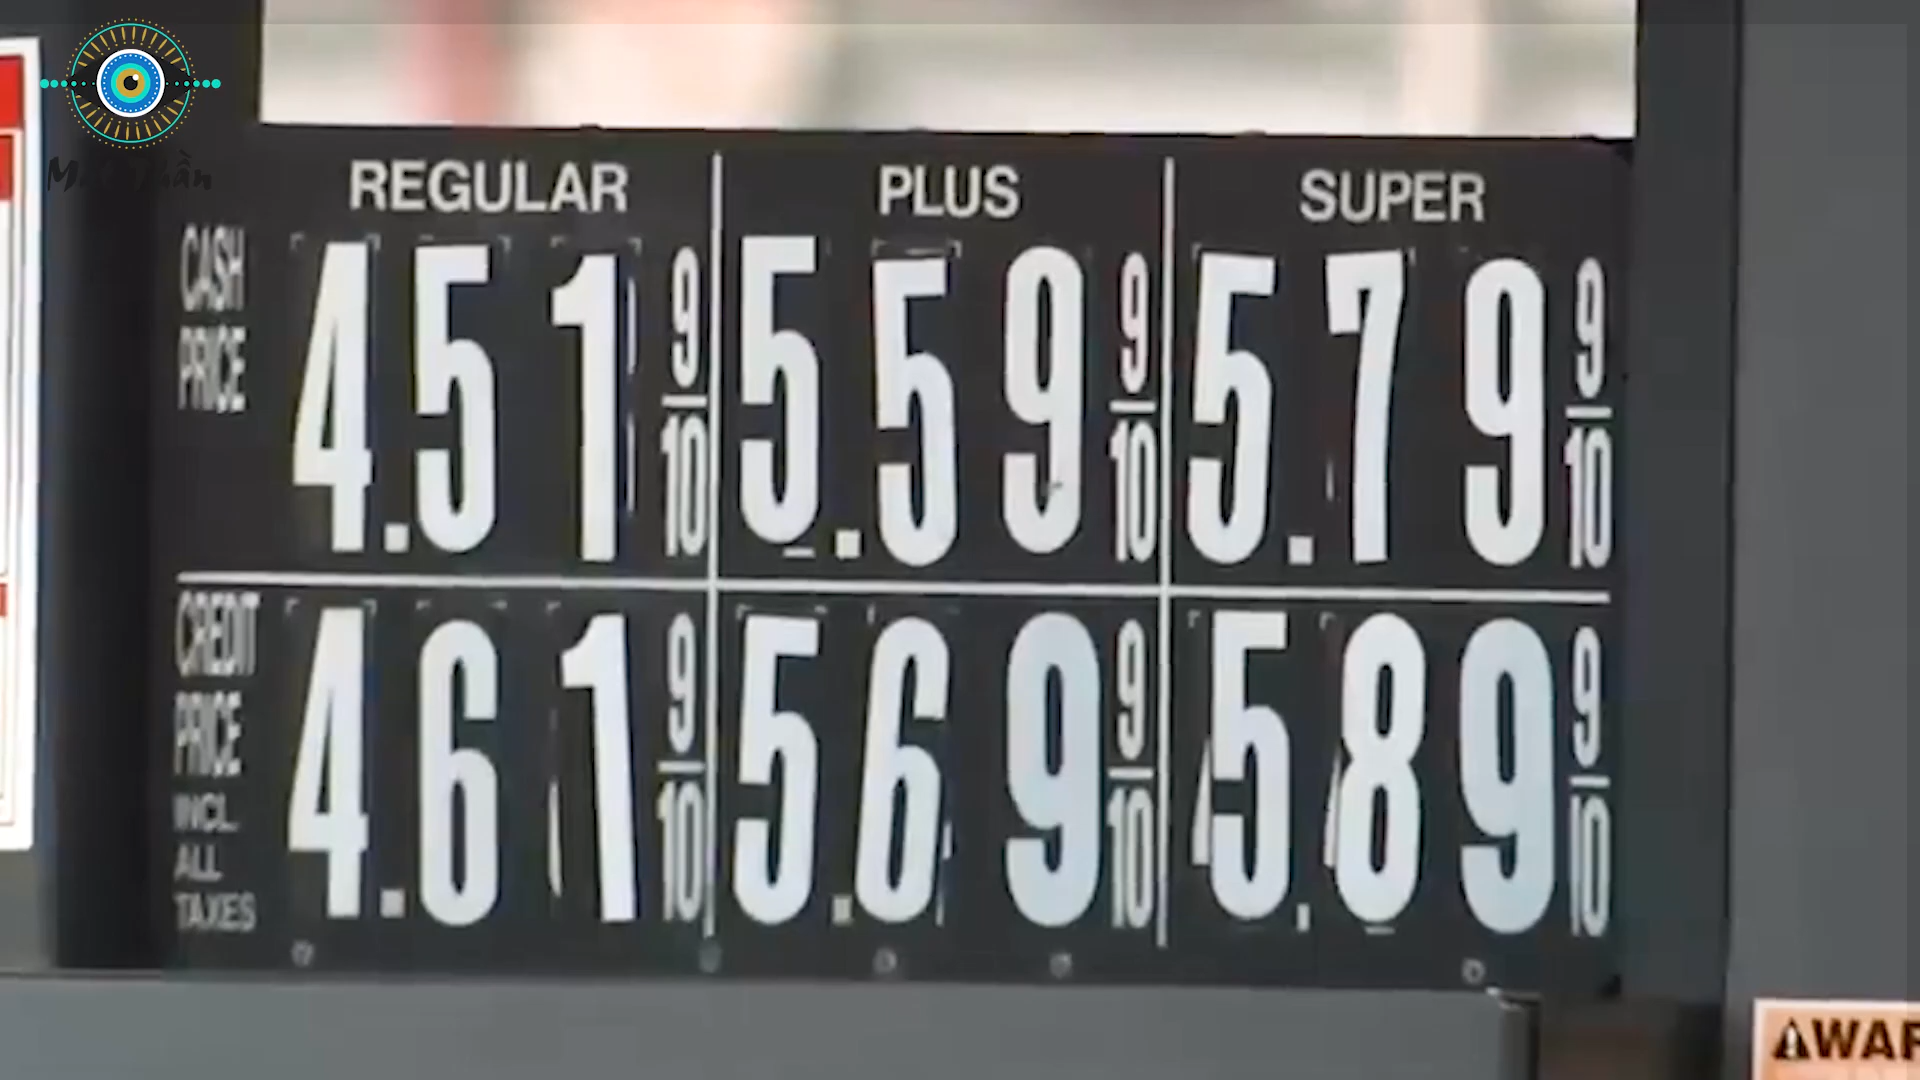 REGULAR PLUS SUPER
CASH PRICE 4.51 9/10 5.59 9/10 5.79 9/10
CREDIT PRICE INCL. ALL TAXES 4.61 9/10 5.69 9/10 5.89 9/10